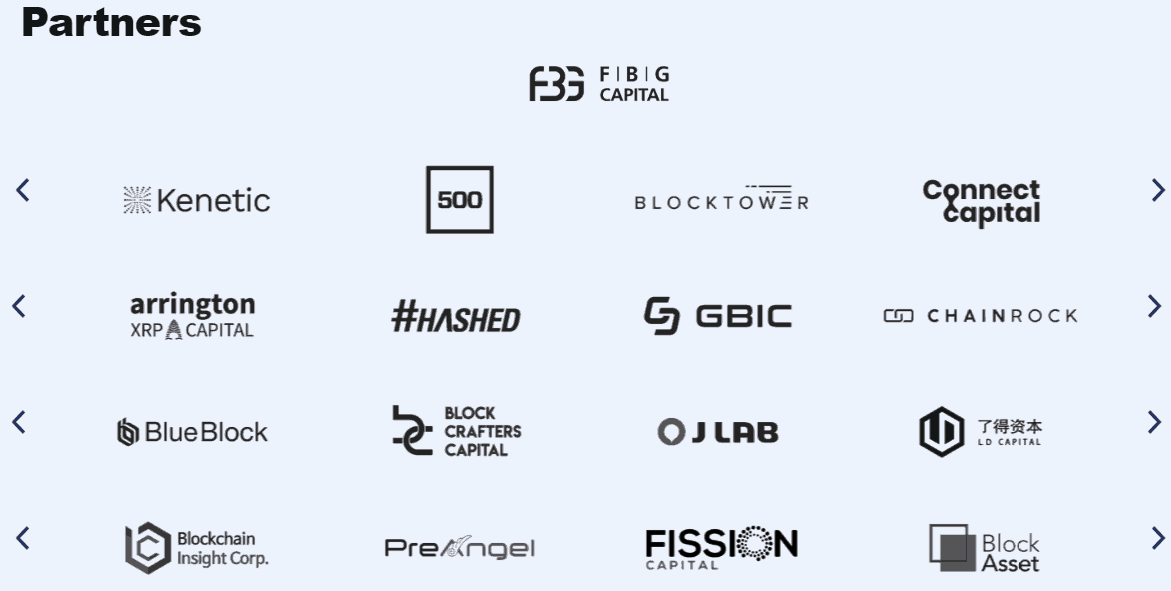 Partners
F|B|G
CAPITAL
Kenetic
500
BLOCKTOWER
Connect
capital
arrington
XRP CAPITAL
#HASHED
GBIC
CHAINROCK
BlueBlock
BLOCK
CRAFTERS
CAPITAL
J LAB
了得资本
LD CAPITAL
Blockchain
Insight Corp.
PreAngel
FISSION
CAPITAL
Block
Asset